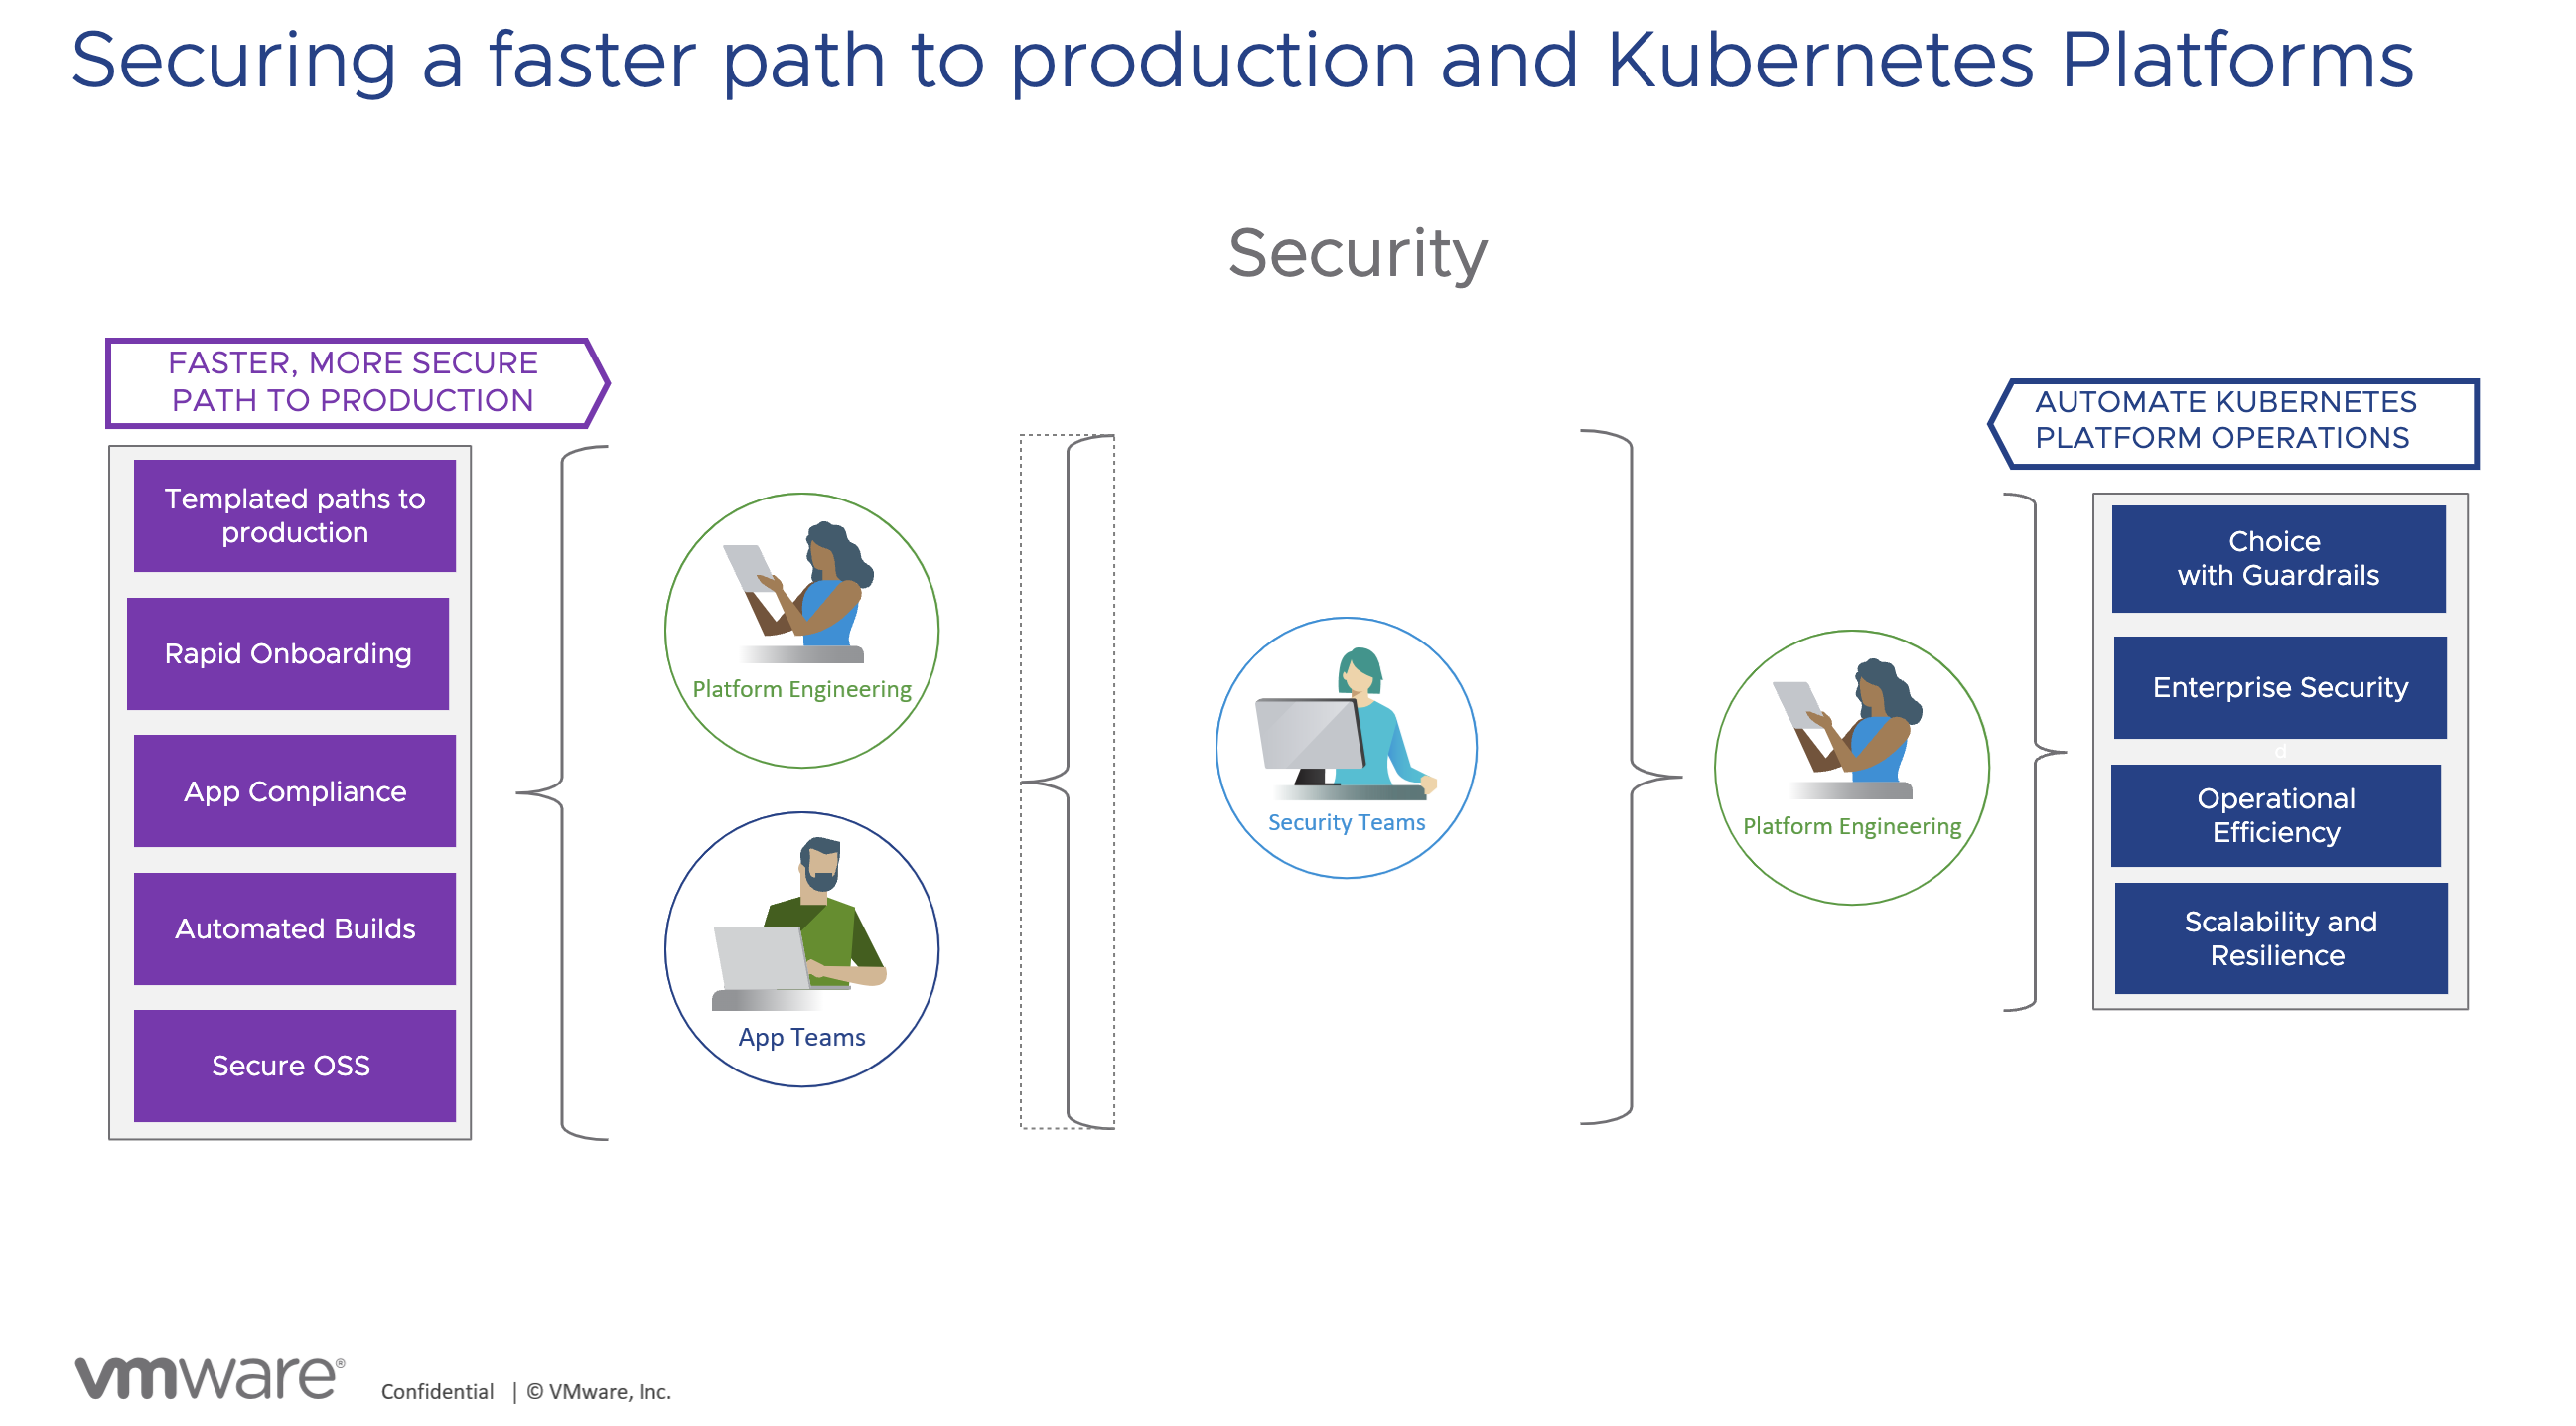 Securing a faster path to production and Kubernetes Platforms
Security
FASTER, MORE SECURE
PATH TO PRODUCTION
Templated paths to
production
Rapid Onboarding
App Compliance
Automated Builds
Secure OSS
Platform Engineering
App Teams
Security Teams
Platform Engineering
AUTOMATE KUBERNETES
PLATFORM OPERATIONS
Choice
with Guardrails
Enterprise Security
d
Operational
Efficiency
Scalability and
Resilience
vmware®
Confidential | © VMware, Inc.